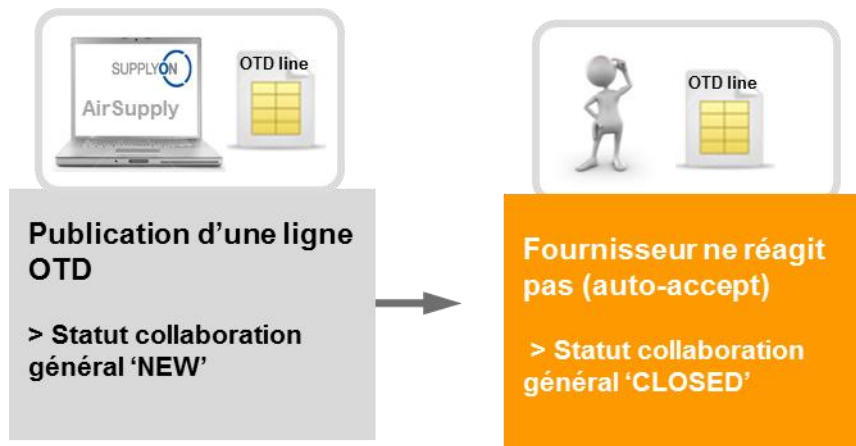 SUPPLYON
AirSupply
OTD line
Publication d'une ligne
OTD
> Statut collaboration
général ‘NEW’
OTD line
Fournisseur ne réagit
pas (auto-accept)
> Statut collaboration
général ‘CLOSED’